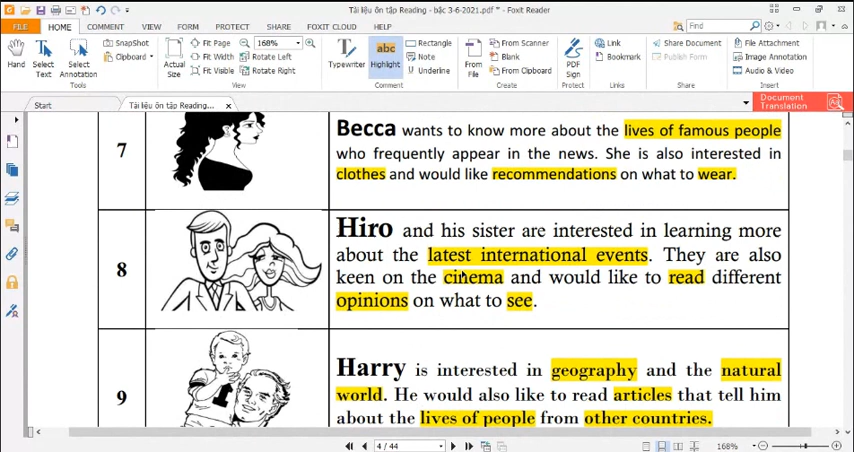 Tài liệu ôn tập Reading - bậc 3-6-2021.pdf * - Foxit Reader
FILE HOME COMMENT VIEW FORM PROTECT SHARE FOXIT CLOUD HELP Find
SnapShot Fit Page 168% Rectangle From Scanner Link Share Document File Attachment
Clipboard Fit Width Rotate Left Note Blank Bookmark Publish Form Image Annotation
Hand Select Text Select Annotation Actual Size Fit Visible Rotate Right Typewriter Highlight Underline From File From Clipboard PDF Sign Audio & Video
Tools View Comment Create Protect Links Share Insert
Start Tài liệu ôn tập Reading... Document Translation
7
Becca wants to know more about the lives of famous people
who frequently appear in the news. She is also interested in
clothes and would like recommendations on what to wear.
8
Hiro and his sister are interested in learning more
about the latest international events. They are also
keen on the cinema and would like to read different
opinions on what to see.
9
Harry is interested in geography and the natural
world. He would also like to read articles that tell him
about the lives of people from other countries.
4 / 44 168%